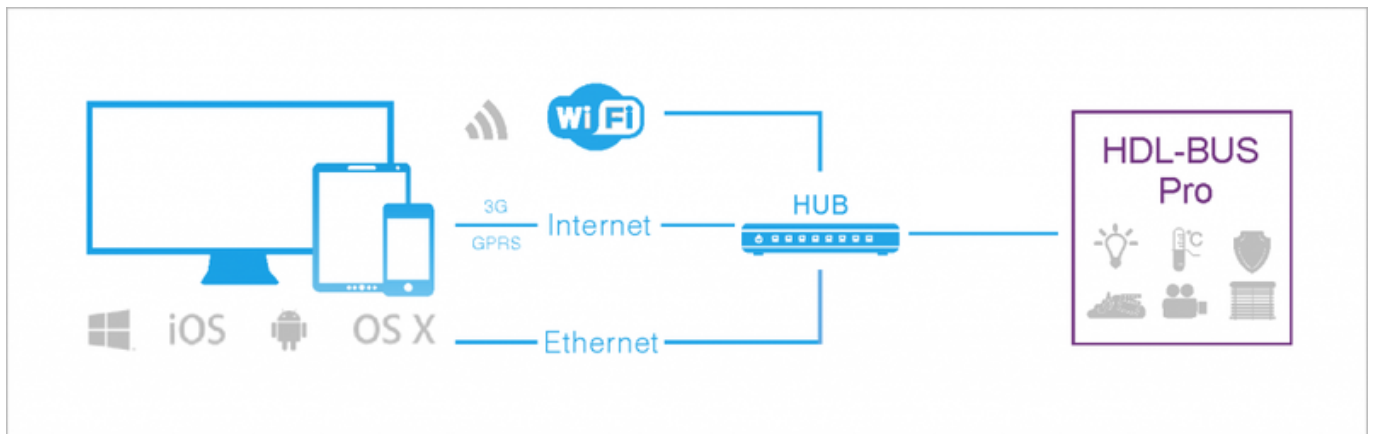 WiFi
3G
GPRS
Internet
HUB
HDL-BUS
Pro
°C
iOS
OS X
Ethernet